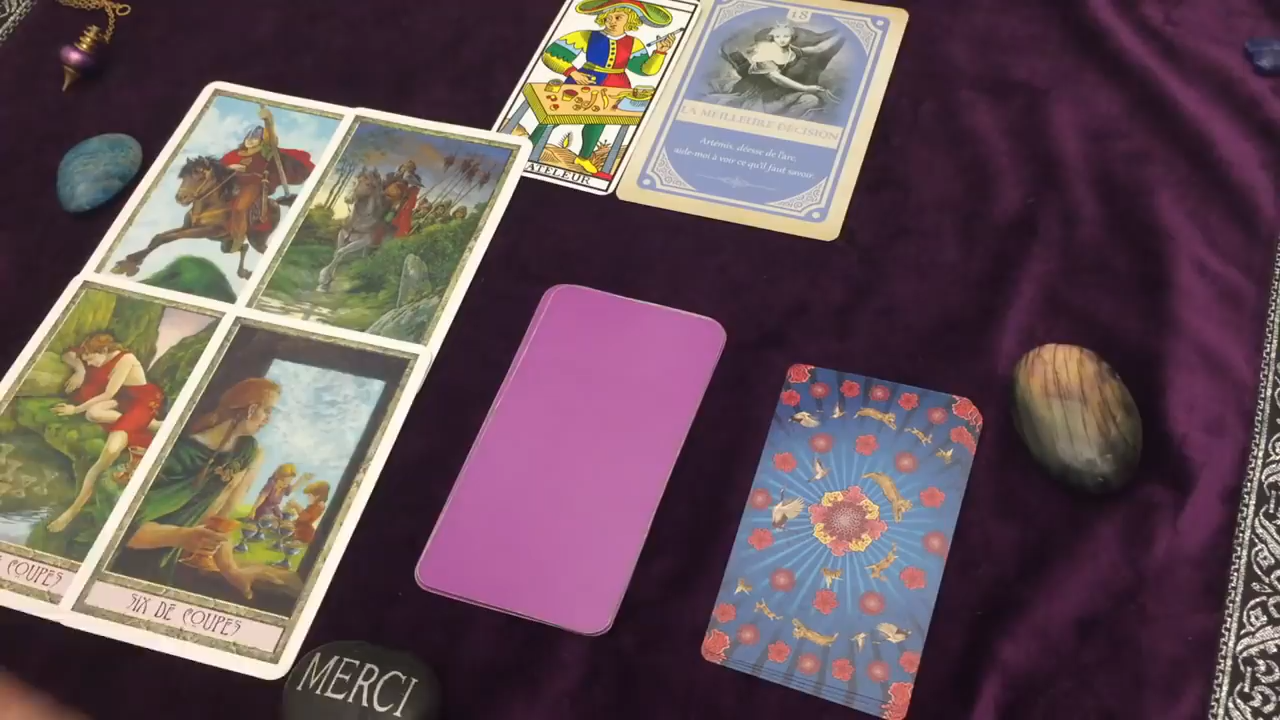 18
LA MEILLEURE DÉCISION
Artémis, déesse de l'arc,
aide-moi à voir ce qu'il faut savoir.
ATELEUR
COUPES
SIX DE COUPES
MERCI